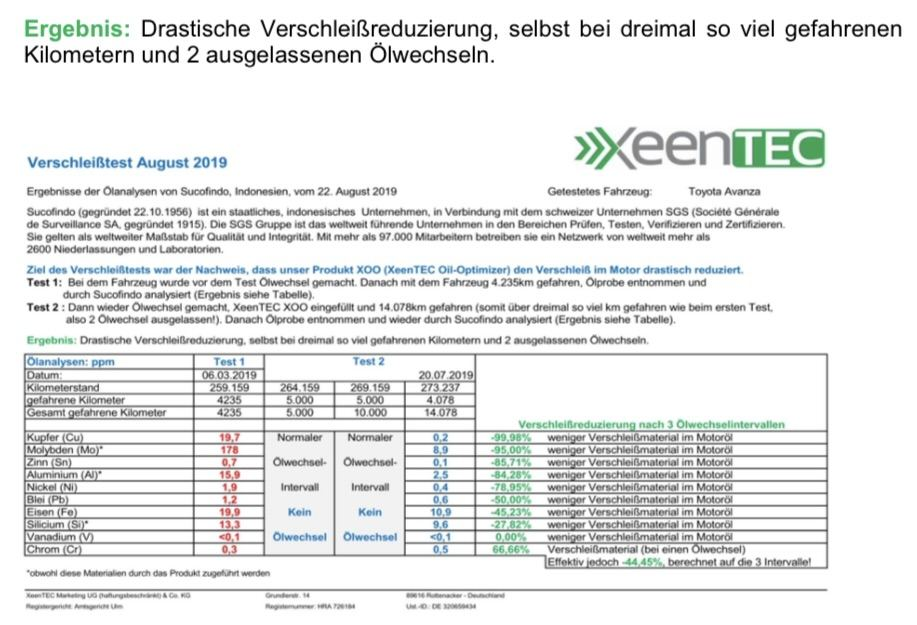 Ergebnis: Drastische Verschleißreduzierung, selbst bei dreimal so viel gefahrenen
Kilometern und 2 ausgelassenen Ölwechseln.
XeenTEC
Verschleißtest August 2019
Ergebnisse der Ölanalysen von Sucofindo, Indonesien, vom 22. August 2019 Getestetes Fahrzeug: Toyota Avanza
Sucofindo (gegründet 22.10.1956) ist ein staatliches, indonesisches Unternehmen, in Verbindung mit dem schweizer Unternehmen SGS (Société Générale
de Surveillance SA, gegründet 1915). Die SGS Gruppe ist das weltweit führende Unternehmen in den Bereichen Prüfen, Testen, Verifizieren und Zertifizieren.
Sie gelten als weltweiter Maßstab für Qualität und Integrität. Mit mehr als 97.000 Mitarbeitern betreiben sie ein Netzwerk von weltweit mehr als
2600 Niederlassungen und Laboratorien.
Ziel des Verschleißtests war der Nachweis, dass unser Produkt XOO (XeenTEC Oil-Optimizer) den Verschleiß im Motor drastisch reduziert.
Test 1: Bei dem Fahrzeug wurde vor dem Test Ölwechsel gemacht. Danach mit dem Fahrzeug 4.235km gefahren, Ölprobe entnommen und
durch Sucofindo analysiert (Ergebnis siehe Tabelle).
Test 2 : Dann wieder Ölwechsel gemacht, XeenTEC XOO eingefüllt und 14.078km gefahren (somit über dreimal so viel km gefahren wie beim ersten Test,
also 2 Ölwechsel ausgelassen!). Danach Ölprobe entnommen und wieder durch Sucofindo analysiert (Ergebnis siehe Tabelle).
Ergebnis: Drastische Verschleißreduzierung, selbst bei dreimal so viel gefahrenen Kilometern und 2 ausgelassenen Ölwechseln.
Ölanalysen: ppm Test 1 Test 2
Datum: 06.03.2019 20.07.2019
Kilometerstand 259.159 264.159 269.159 273.237
gefahrene Kilometer 4235 5.000 5.000 4.078
Gesamt gefahrene Kilometer 4235 5.000 10.000 14.078
Verschleißreduzierung nach 3 Ölwechselintervallen
Kupfer (Cu) 19,7 Normaler Normaler 0,2 -99,98% weniger Verschleißmaterial im Motoröl
Molybden (Mo)* 178 8,9 -95,00% weniger Verschleißmaterial im Motoröl
Zinn (Sn) 0,7 Ölwechsel- Ölwechsel- 0,1 -85,71% weniger Verschleißmaterial im Motoröl
Aluminium (Al)* 15,9 2,5 -84,28% weniger Verschleißmaterial im Motoröl
Nickel (Ni) 1,9 Intervall Intervall 0,4 -78,95% weniger Verschleißmaterial im Motoröl
Blei (Pb) 1,2 0,6 -50,00% weniger Verschleißmaterial im Motoröl
Eisen (Fe) 19,9 Kein Kein 10,9 -45,23% weniger Verschleißmaterial im Motoröl
Silicium (Si)* 13,3 9,6 -27,82% weniger Verschleißmaterial im Motoröl
Vanadium (V) <0,1 Ölwechsel Ölwechsel <0,1 0,00% weniger Verschleißmaterial im Motoröl
Chrom (Cr) 0,3 0,5 66,66% Verschleißmaterial (bei einen Ölwechsel)
Effektiv jedoch -44,45%, berechnet auf die 3 Intervalle!
*obwohl diese Materialien durch das Produkt zugeführt werden
XeenTEC Marketing UG (haftungsbeschränkt) & Co. KG Grundlerstr. 14 89616 Rottenacker - Deutschland
Registergericht: Amtsgericht Ulm Registernummer: HRA 726184 Ust.-ID.: DE 320659434